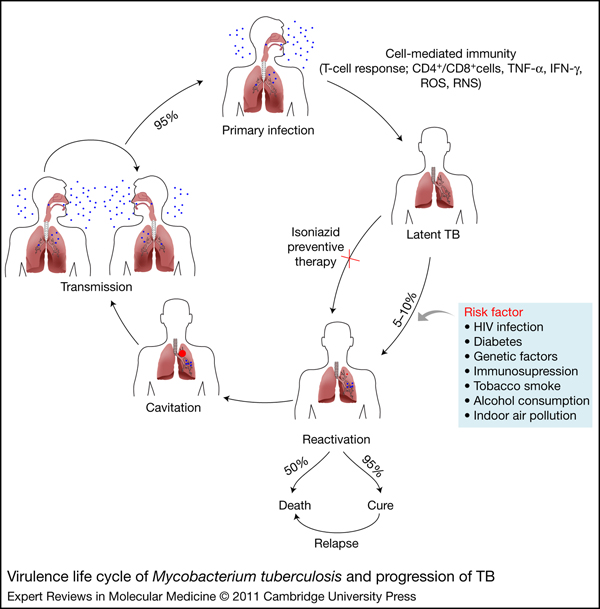 Cell-mediated immunity
(T-cell response; CD4⁺/CD8⁺cells, TNF-α, IFN-γ,
ROS, RNS)
95%
Primary infection
Latent TB
Isoniazid
preventive
therapy
Transmission
5–10%
Risk factor
• HIV infection
• Diabetes
• Genetic factors
• Immunosupression
• Tobacco smoke
• Alcohol consumption
• Indoor air pollution
Cavitation
Reactivation
50%
95%
Death
Cure
Relapse
Virulence life cycle of Mycobacterium tuberculosis and progression of TB
Expert Reviews in Molecular Medicine © 2011 Cambridge University Press